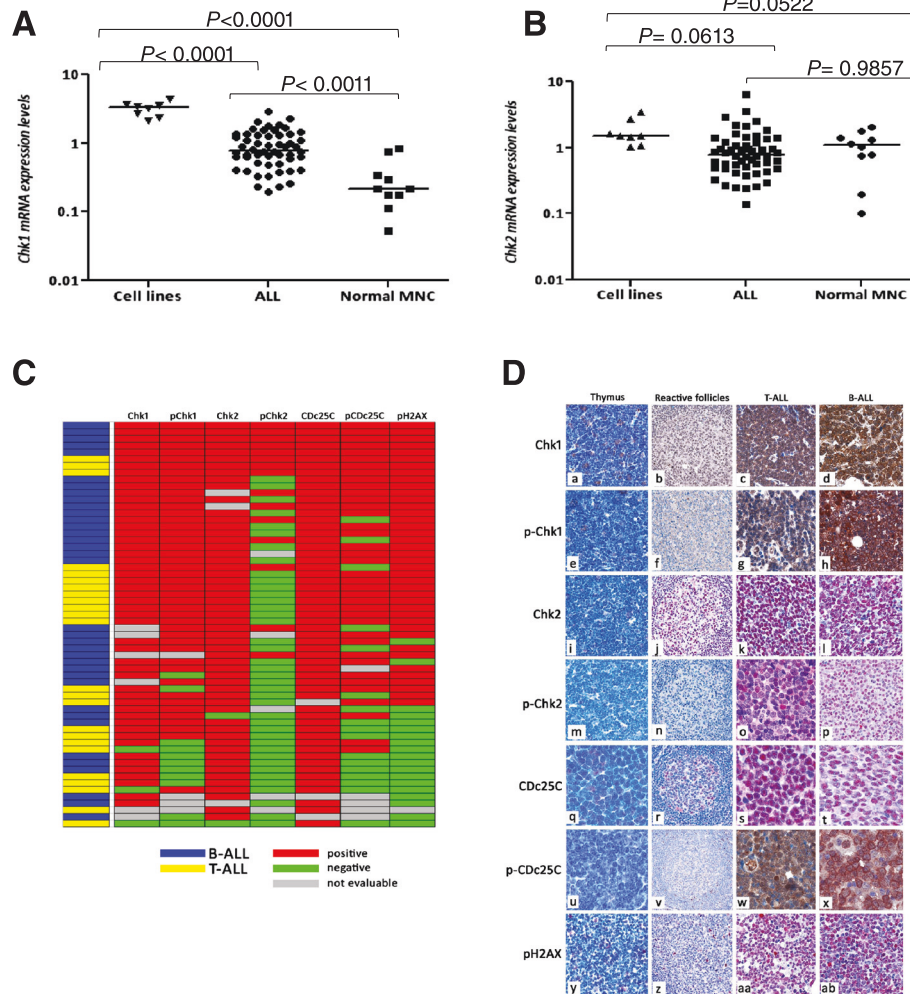 A
P<0.0001
P< 0.0001
P< 0.0011
Chk1 mRNA expression levels
10
1
0.1
0.01
Cell lines
ALL
Normal MNC
B
P=0.0522
P= 0.0613
P= 0.9857
Chk2 mRNA expression levels
10
1
0.1
0.01
Cell lines
ALL
Normal MNC
C
Chk1 pChk1 Chk2 pChk2 CDc25C pCDc25C pH2AX
B-ALL
T-ALL
positive
negative
not evaluable
D
Thymus Reactive follicles T-ALL B-ALL
Chk1
a b c d
p-Chk1
e f g h
Chk2
i j k l
p-Chk2
m n o p
CDc25C
q r s t
p-CDc25C
u v w x
pH2AX
y z aa ab